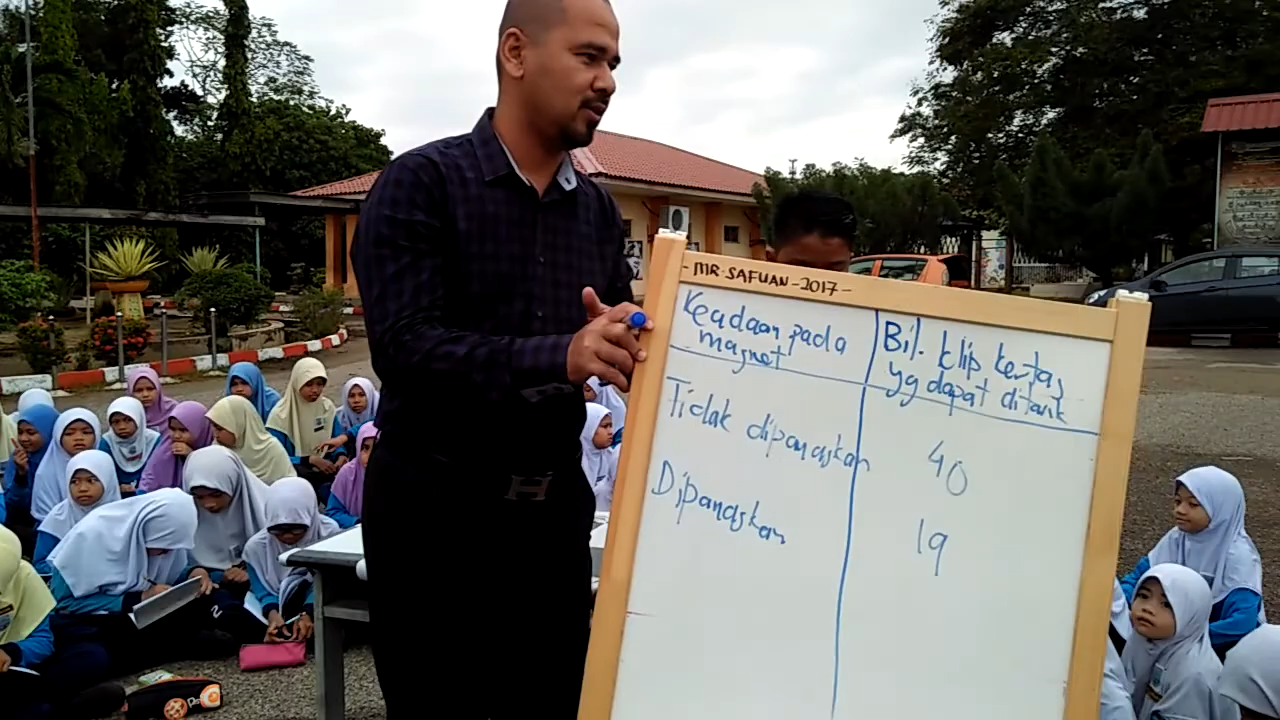 - MR SAFUAN - 2017 -
Keadaan pada
magnet
Bil. klip kertas
yg dapat ditarik
Tidak dipanaskan
40
Dipanaskan
19